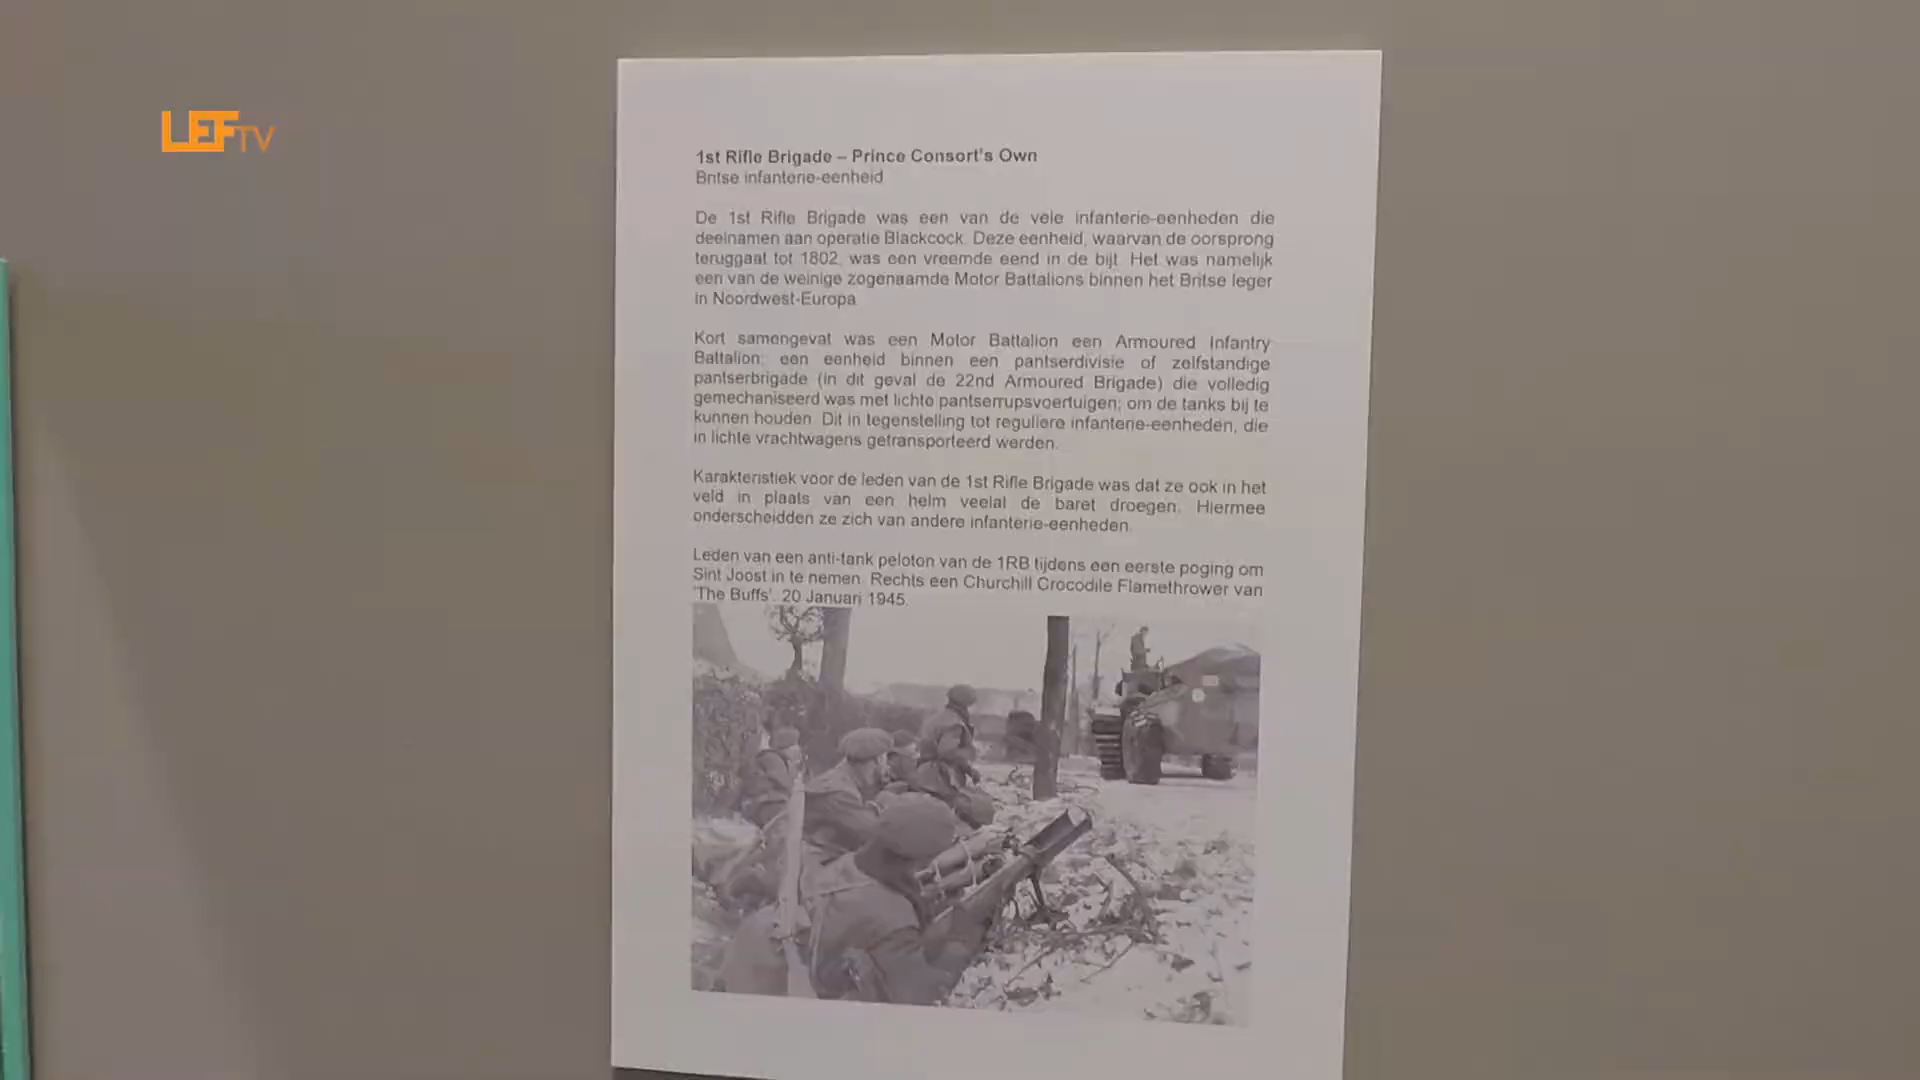 LEFTV
1st Rifle Brigade – Prince Consort's Own
Britse infanterie-eenheid
De 1st Rifle Brigade was een van de vele infanterie-eenheden die
deelnamen aan operatie Blackcock. Deze eenheid, waarvan de oorsprong
teruggaat tot 1802, was een vreemde eend in de bijt. Het was namelijk
een van de weinige zogenaamde Motor Battalions binnen het Britse leger
in Noordwest-Europa
Kort samengevat was een Motor Battalion een Armoured Infantry
Battalion; een eenheid binnen een pantserdivisie of zelfstandige
pantserbrigade (in dit geval de 22nd Armoured Brigade) die volledig
gemechaniseerd was met lichte pantserrupsvoertuigen; om de tanks bij te
kunnen houden. Dit in tegenstelling tot reguliere infanterie-eenheden, die
in lichte vrachtwagens getransporteerd werden.
Karakteristiek voor de leden van de 1st Rifle Brigade was dat ze ook in het
veld in plaats van een helm veelal de baret droegen. Hiermee
onderscheidden ze zich van andere infanterie-eenheden.
Leden van een anti-tank peloton van de 1RB tijdens een eerste poging om
Sint Joost in te nemen. Rechts een Churchill Crocodile Flamethrower van
'The Buffs'. 20 Januari 1945.